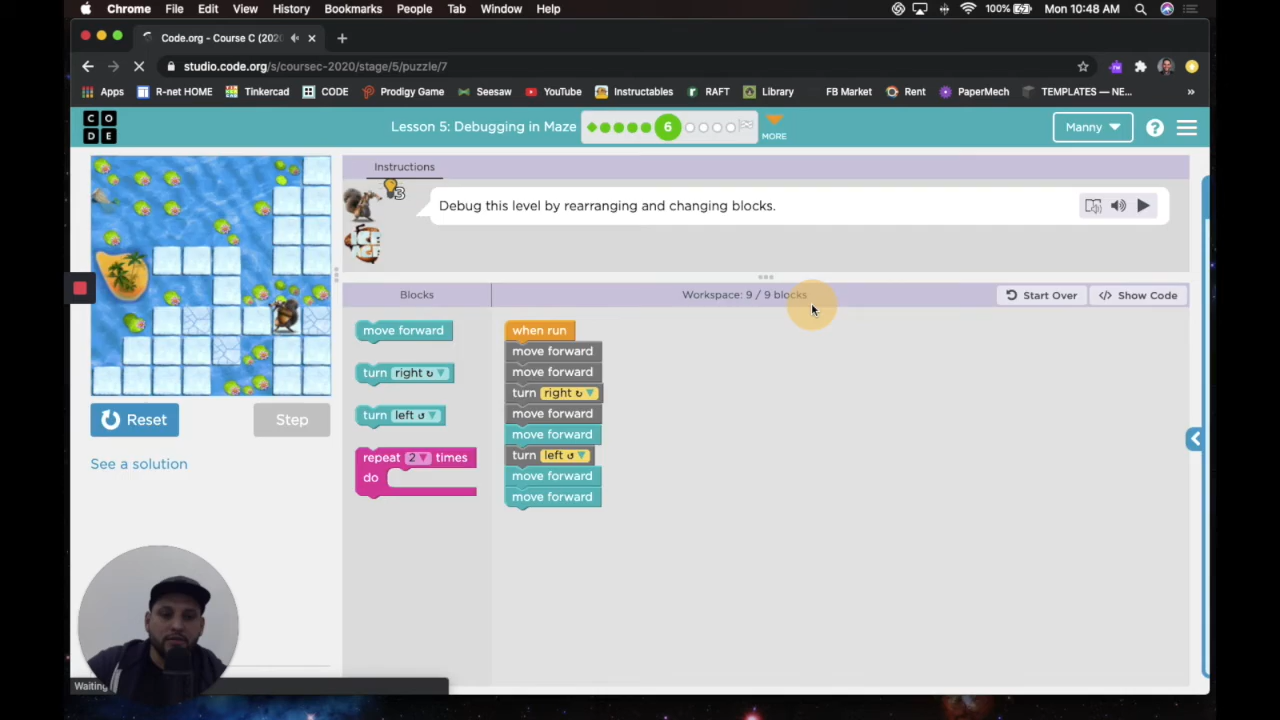 Chrome File Edit View History Bookmarks People Tab Window Help 100% Mon 10:48 AM
Code.org - Course C (2020
studio.code.org/s/coursec-2020/stage/5/puzzle/7
Apps R-net HOME Tinkercad CODE Prodigy Game Seesaw YouTube Instructables RAFT Library FB Market Rent PaperMech TEMPLATES — NE... »
C O
D E
Lesson 5: Debugging in Maze
6
MORE
Manny
?
Instructions
3
Debug this level by rearranging and changing blocks.
ICE
AGE
Blocks
Workspace: 9 / 9 blocks
Start Over
</> Show Code
move forward
turn right
turn left
repeat 2 times
do
when run
move forward
move forward
turn right
move forward
move forward
turn left
move forward
move forward
Reset
Step
See a solution
Waiting